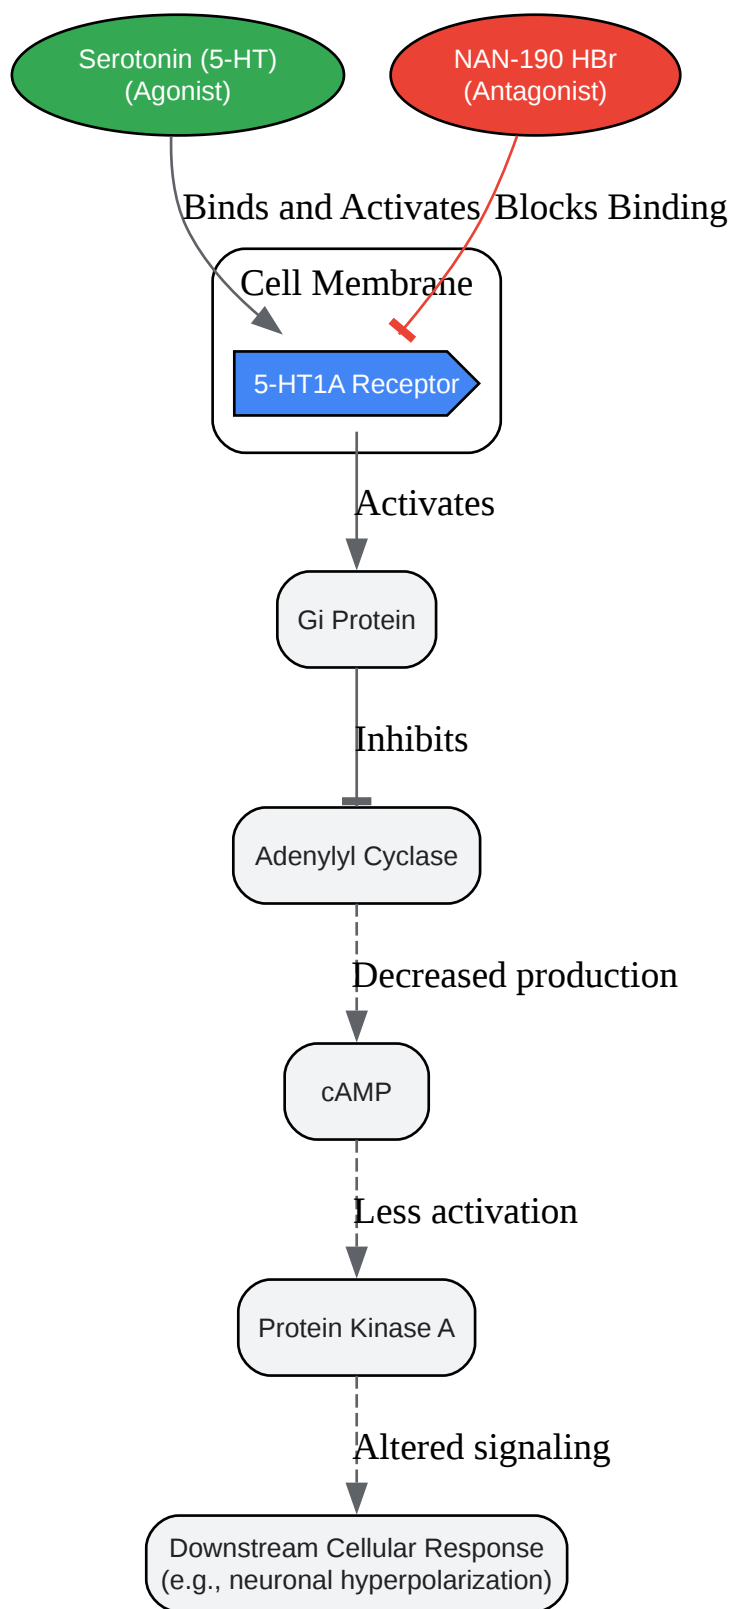 Serotonin (5-HT)
(Agonist)
NAN-190 HBr
(Antagonist)
Binds and Activates
Blocks Binding
Cell Membrane
5-HT1A Receptor
Activates
Gi Protein
Inhibits
Adenylyl Cyclase
Decreased production
cAMP
Less activation
Protein Kinase A
Altered signaling
Downstream Cellular Response
(e.g., neuronal hyperpolarization)